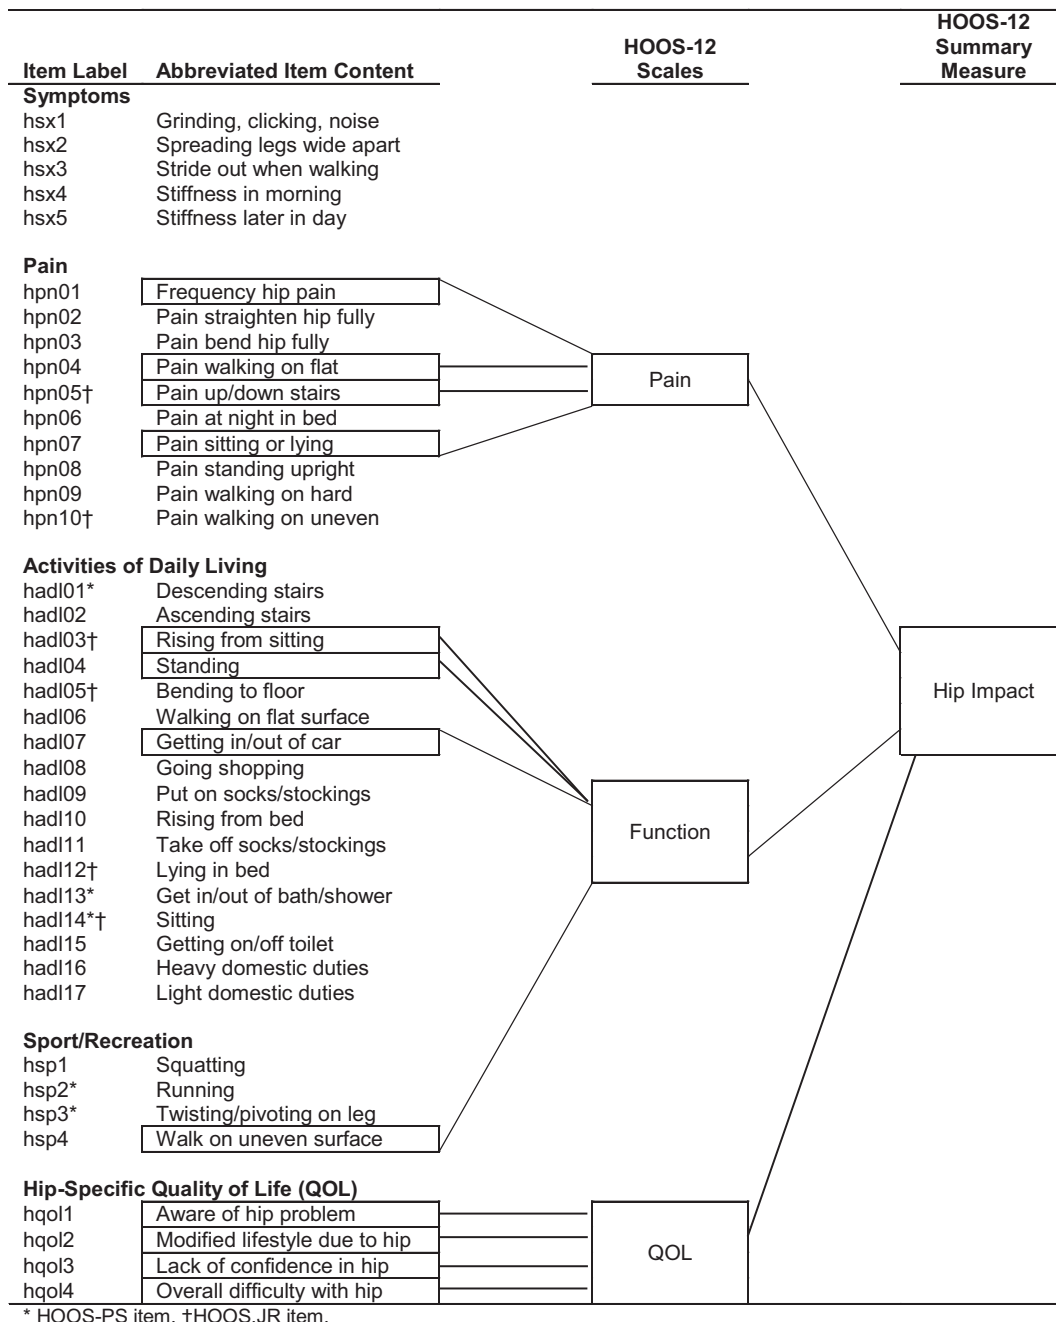 Item Label Abbreviated Item Content HOOS-12 Scales HOOS-12 Summary Measure
Symptoms
hsx1 Grinding, clicking, noise
hsx2 Spreading legs wide apart
hsx3 Stride out when walking
hsx4 Stiffness in morning
hsx5 Stiffness later in day
Pain
hpn01 Frequency hip pain
hpn02 Pain straighten hip fully
hpn03 Pain bend hip fully
hpn04 Pain walking on flat
Pain
hpn05† Pain up/down stairs
hpn06 Pain at night in bed
hpn07 Pain sitting or lying
hpn08 Pain standing upright
hpn09 Pain walking on hard
hpn10† Pain walking on uneven
Activities of Daily Living
hadl01* Descending stairs
hadl02 Ascending stairs
hadl03† Rising from sitting
hadl04 Standing
hadl05† Bending to floor
Hip Impact
hadl06 Walking on flat surface
hadl07 Getting in/out of car
hadl08 Going shopping
hadl09 Put on socks/stockings
hadl10 Rising from bed
Function
hadl11 Take off socks/stockings
hadl12† Lying in bed
hadl13* Get in/out of bath/shower
hadl14*† Sitting
hadl15 Getting on/off toilet
hadl16 Heavy domestic duties
hadl17 Light domestic duties
Sport/Recreation
hsp1 Squatting
hsp2* Running
hsp3* Twisting/pivoting on leg
hsp4 Walk on uneven surface
Hip-Specific Quality of Life (QOL)
hqol1 Aware of hip problem
hqol2 Modified lifestyle due to hip
QOL
hqol3 Lack of confidence in hip
hqol4 Overall difficulty with hip
* HOOS-PS item, †HOOS,JR item.